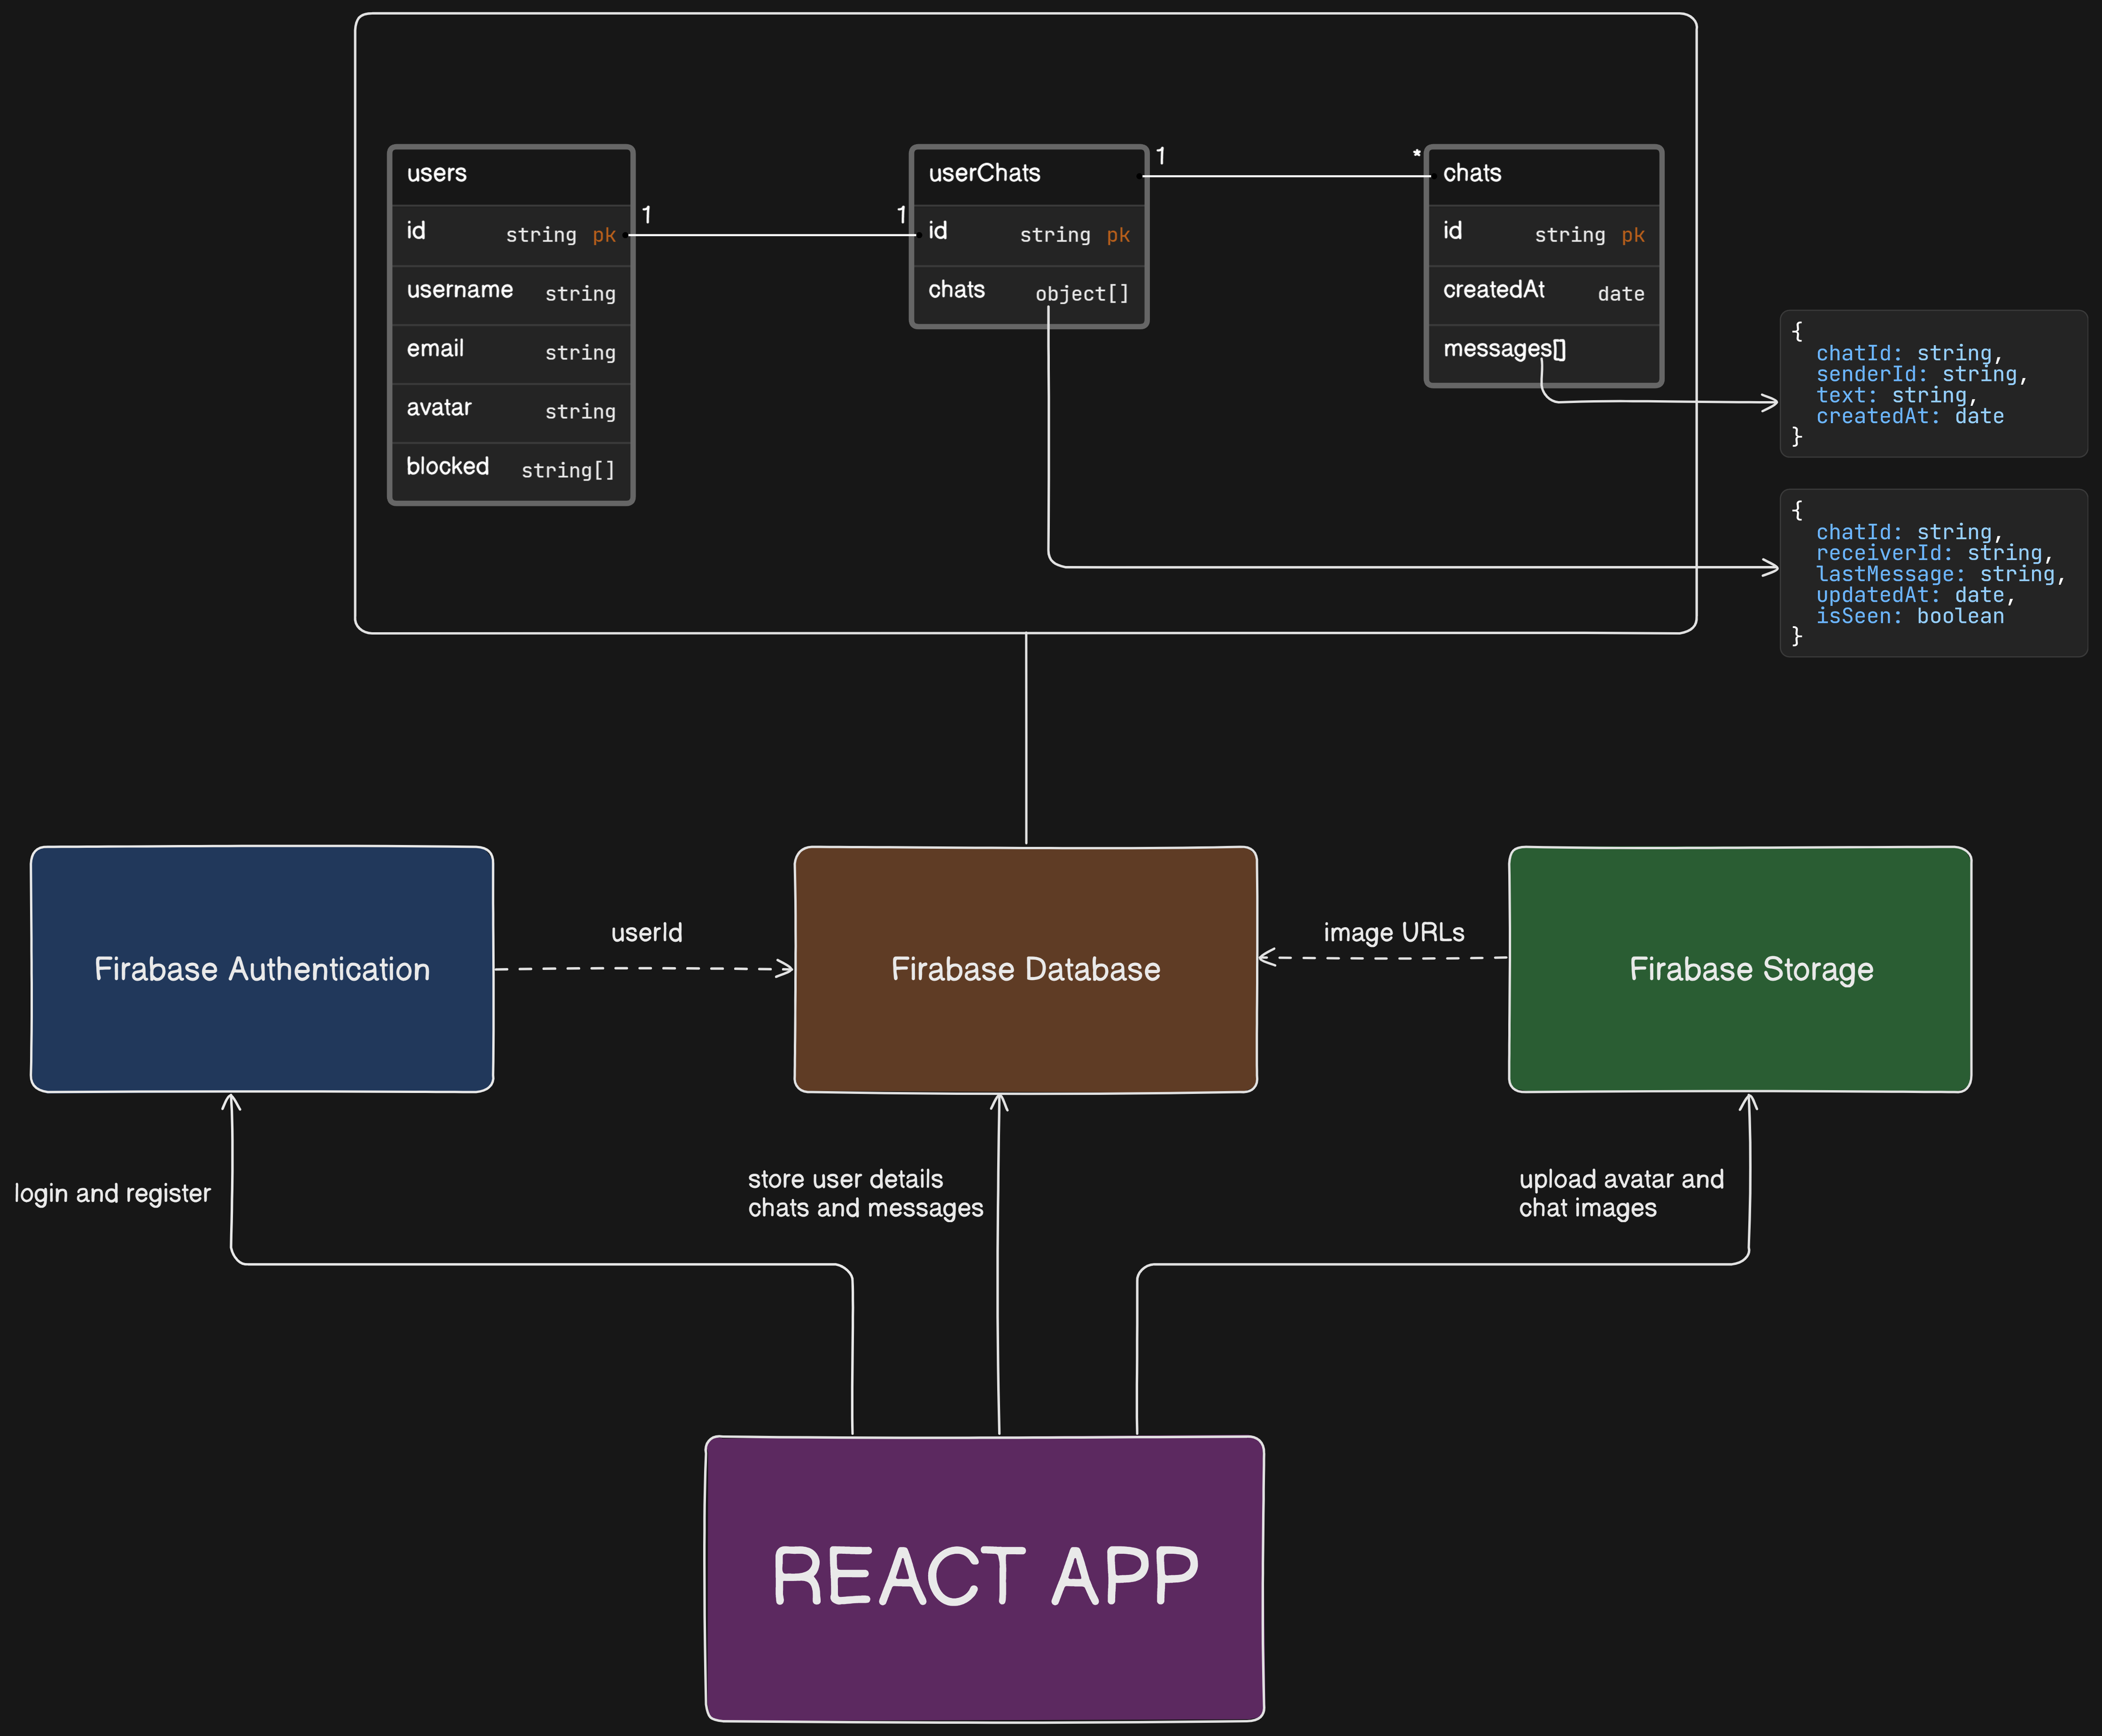 users
id string pk
username string
email string
avatar string
blocked string[]
1
1
userChats
id string pk
chats object[]
1
*
chats
id string pk
createdAt date
messages[]
{
chatId: string,
senderId: string,
text: string,
createdAt: date
}
{
chatId: string,
receiverId: string,
lastMessage: string,
updatedAt: date,
isSeen: boolean
}
Firabase Authentication
userId
Firabase Database
image URLs
Firabase Storage
login and register
store user details
chats and messages
upload avatar and
chat images
REACT APP